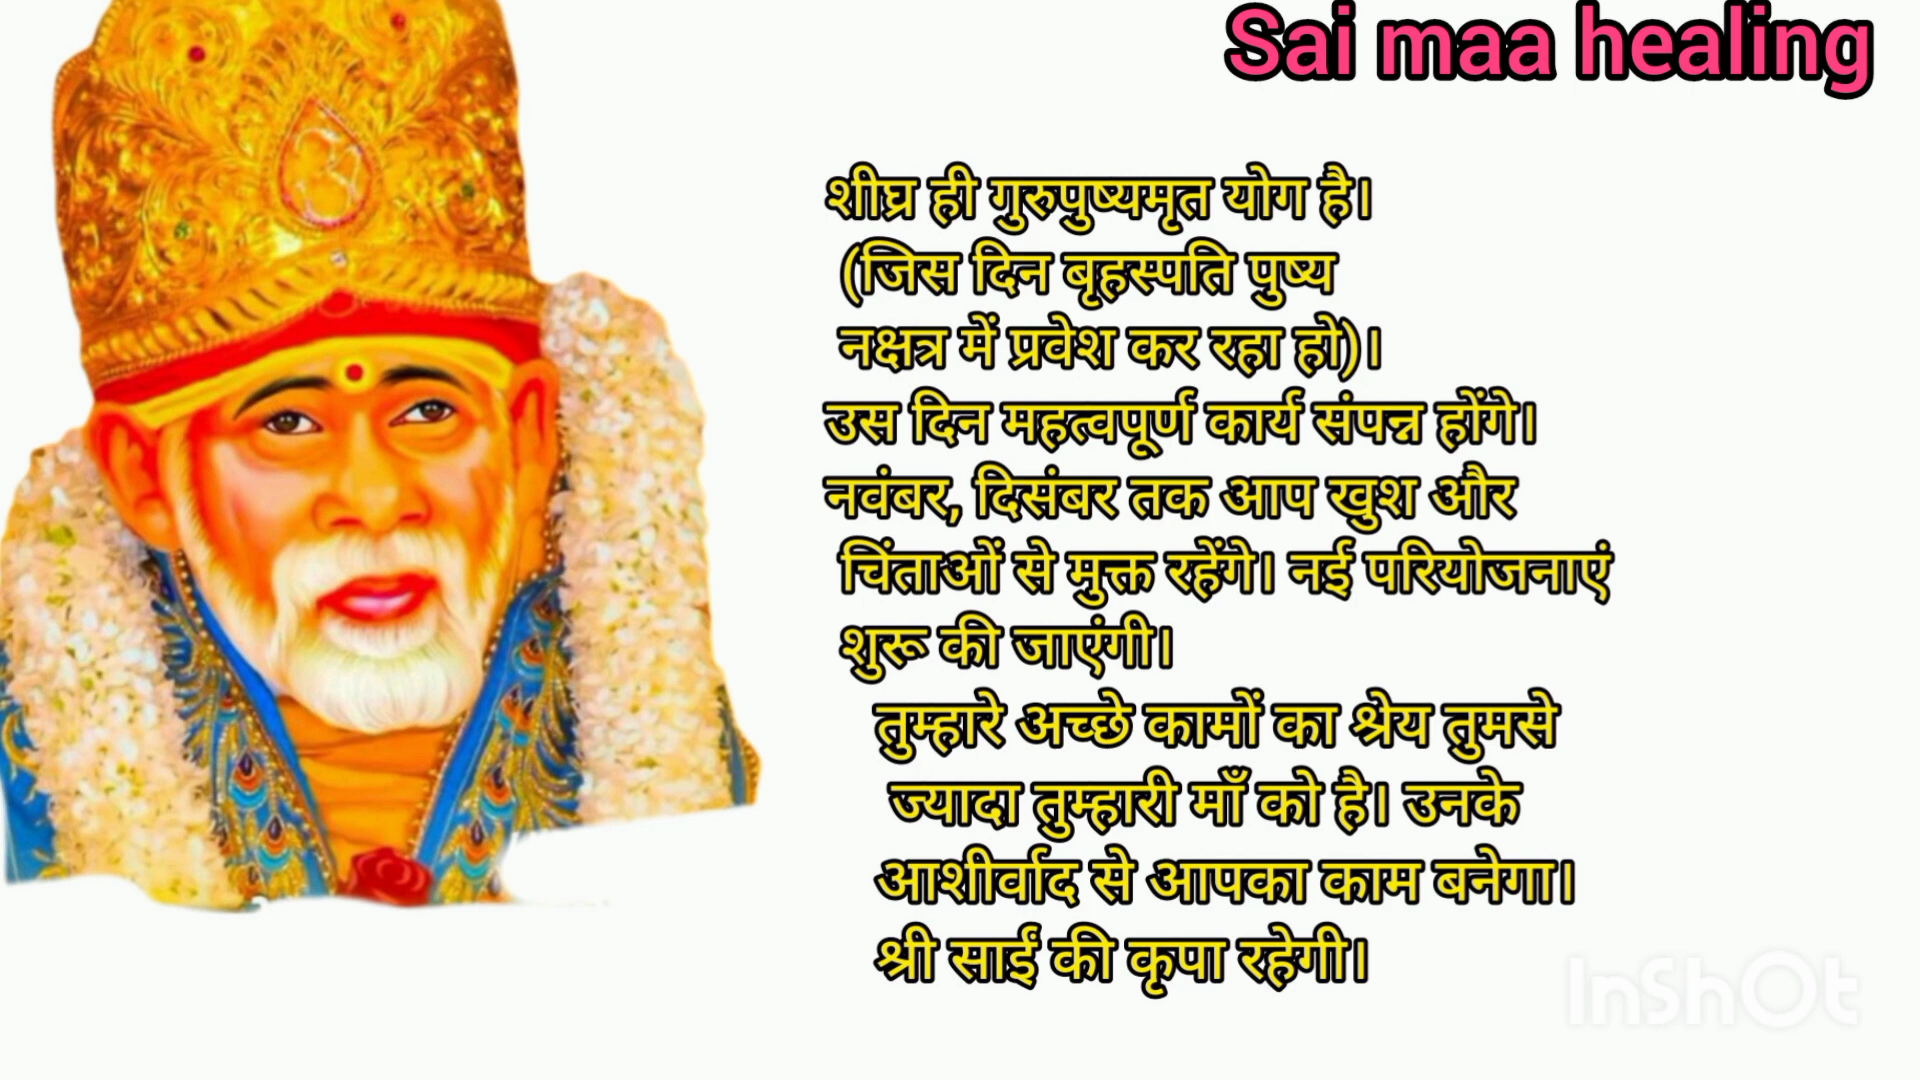 Sai maa healing
शीघ्र ही गुरुपुष्यमृत योग है।
(जिस दिन बृहस्पति पुष्य
नक्षत्र में प्रवेश कर रहा हो)।
उस दिन महत्वपूर्ण कार्य संपन्न होंगे।
नवंबर, दिसंबर तक आप खुश और
चिंताओं से मुक्त रहेंगे। नई परियोजनाएं
शुरू की जाएंगी।
तुम्हारे अच्छे कामों का श्रेय तुमसे
ज्यादा तुम्हारी माँ को है। उनके
आशीर्वाद से आपका काम बनेगा।
श्री साईं की कृपा रहेगी।
InShOt